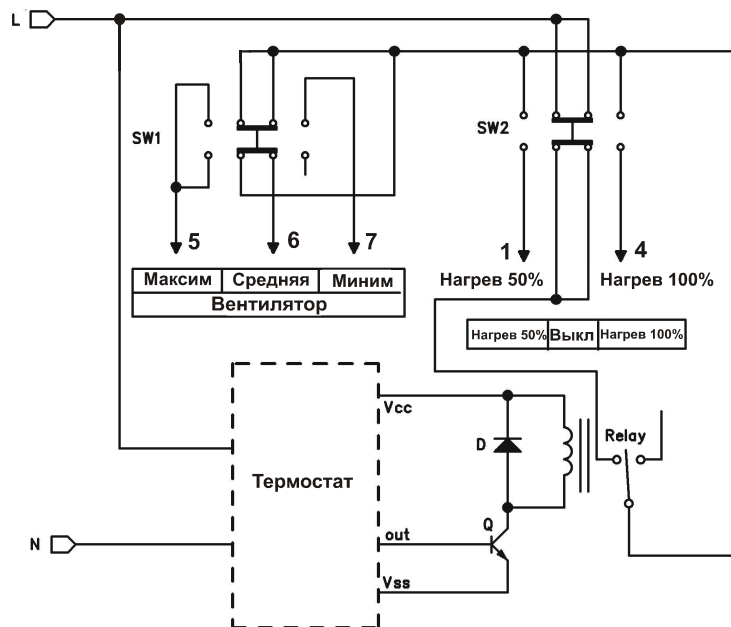 L
SW1
SW2
5
6
7
1
4
Максим Средняя Миним
Вентилятор
Нагрев 50%
Нагрев 100%
Нагрев 50% Выкл Нагрев 100%
Vcc
D
Relay
Термостат
Q
N
out
Vss